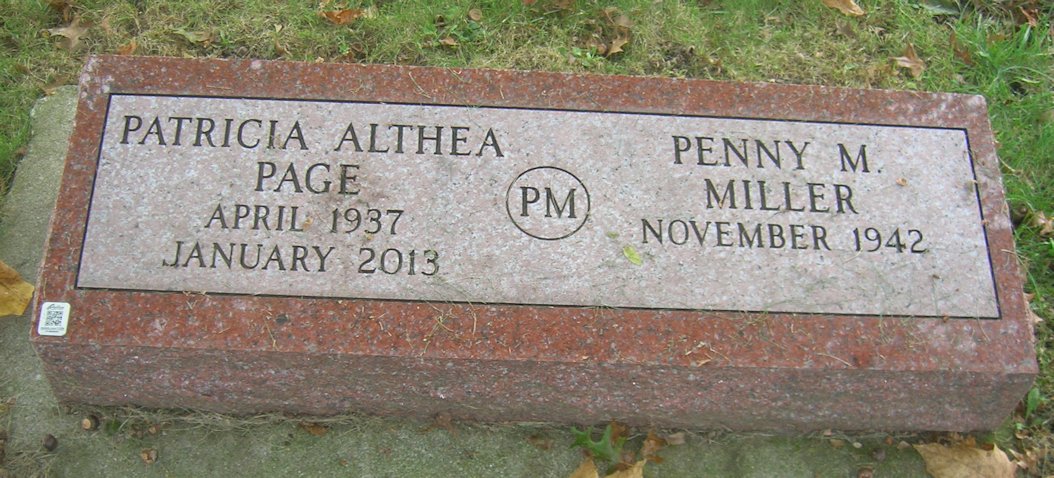 PATRICIA ALTHEA
PAGE
APRIL 1937
JANUARY 2013
PM
PENNY M.
MILLER
NOVEMBER 1942